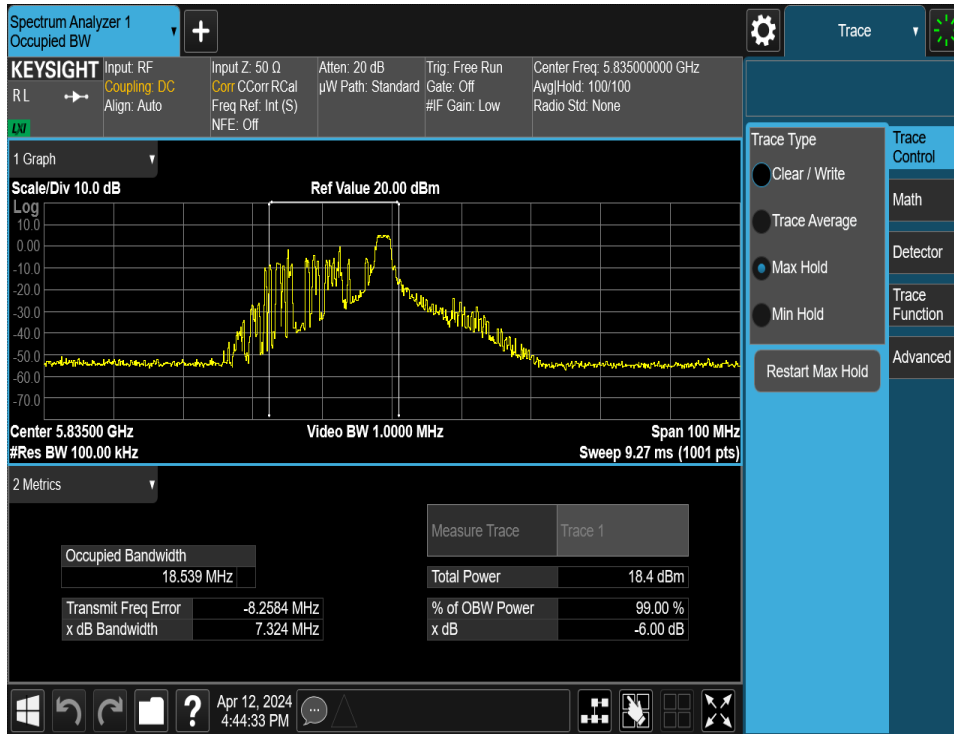 Spectrum Analyzer 1
Occupied BW
+
Trace
KEYSIGHT
R L
LXI
Input: RF
Coupling: DC
Align: Auto
Input Z: 50 Ω
Corr CCorr RCal
Freq Ref: Int (S)
NFE: Off
Atten: 20 dB
µW Path: Standard
Trig: Free Run
Gate: Off
#IF Gain: Low
Center Freq: 5.835000000 GHz
Avg|Hold: 100/100
Radio Std: None
1 Graph
Scale/Div 10.0 dB
Ref Value 20.00 dBm
Log
10.0
0.00
-10.0
-20.0
-30.0
-40.0
-50.0
-60.0
-70.0
Center 5.83500 GHz
Video BW 1.0000 MHz
Span 100 MHz
#Res BW 100.00 kHz
Sweep 9.27 ms (1001 pts)
2 Metrics
Measure Trace
Trace 1
Occupied Bandwidth
18.539 MHz
Total Power
18.4 dBm
Transmit Freq Error
-8.2584 MHz
% of OBW Power
99.00 %
x dB Bandwidth
7.324 MHz
x dB
-6.00 dB
Trace Type
Clear / Write
Trace Average
Max Hold
Min Hold
Restart Max Hold
Trace
Control
Math
Detector
Trace
Function
Advanced
?
Apr 12, 2024
4:44:33 PM